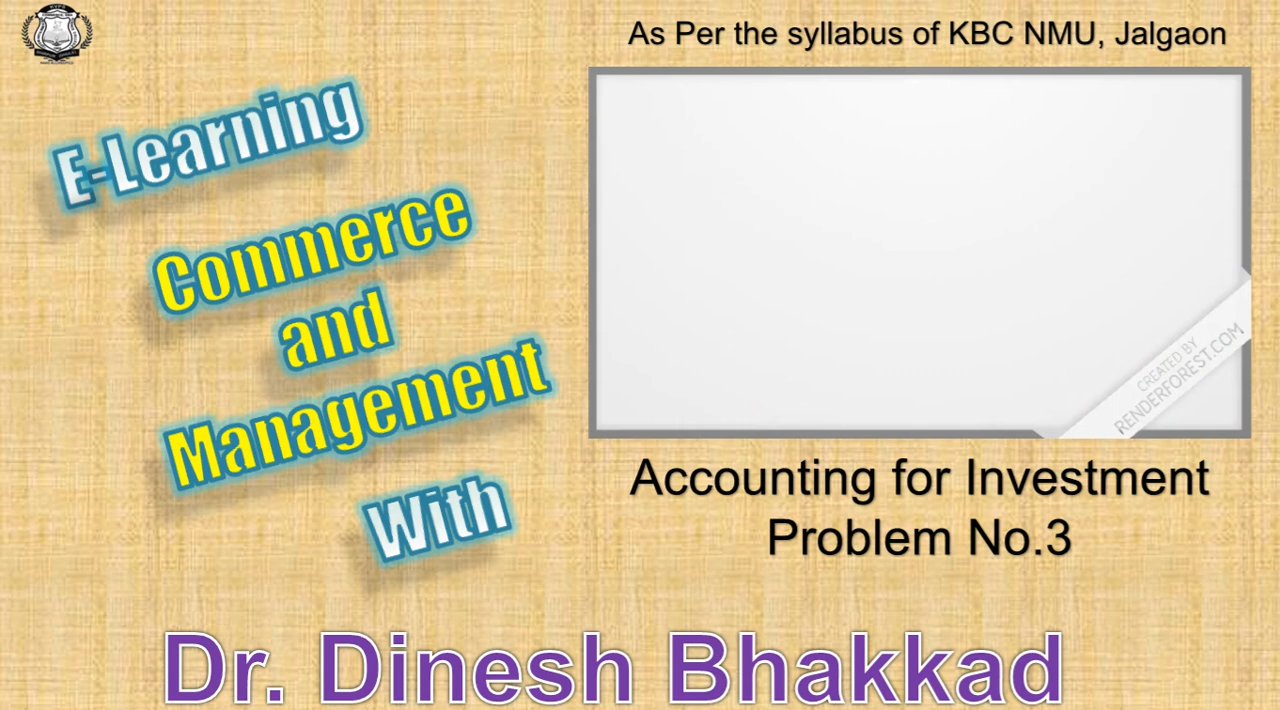 As Per the syllabus of KBC NMU, Jalgaon
E-Learning
Commerce
and
Management
With
CREATED BY
RENDERFOREST.COM
Accounting for Investment
Problem No.3
Dr. Dinesh Bhakkad